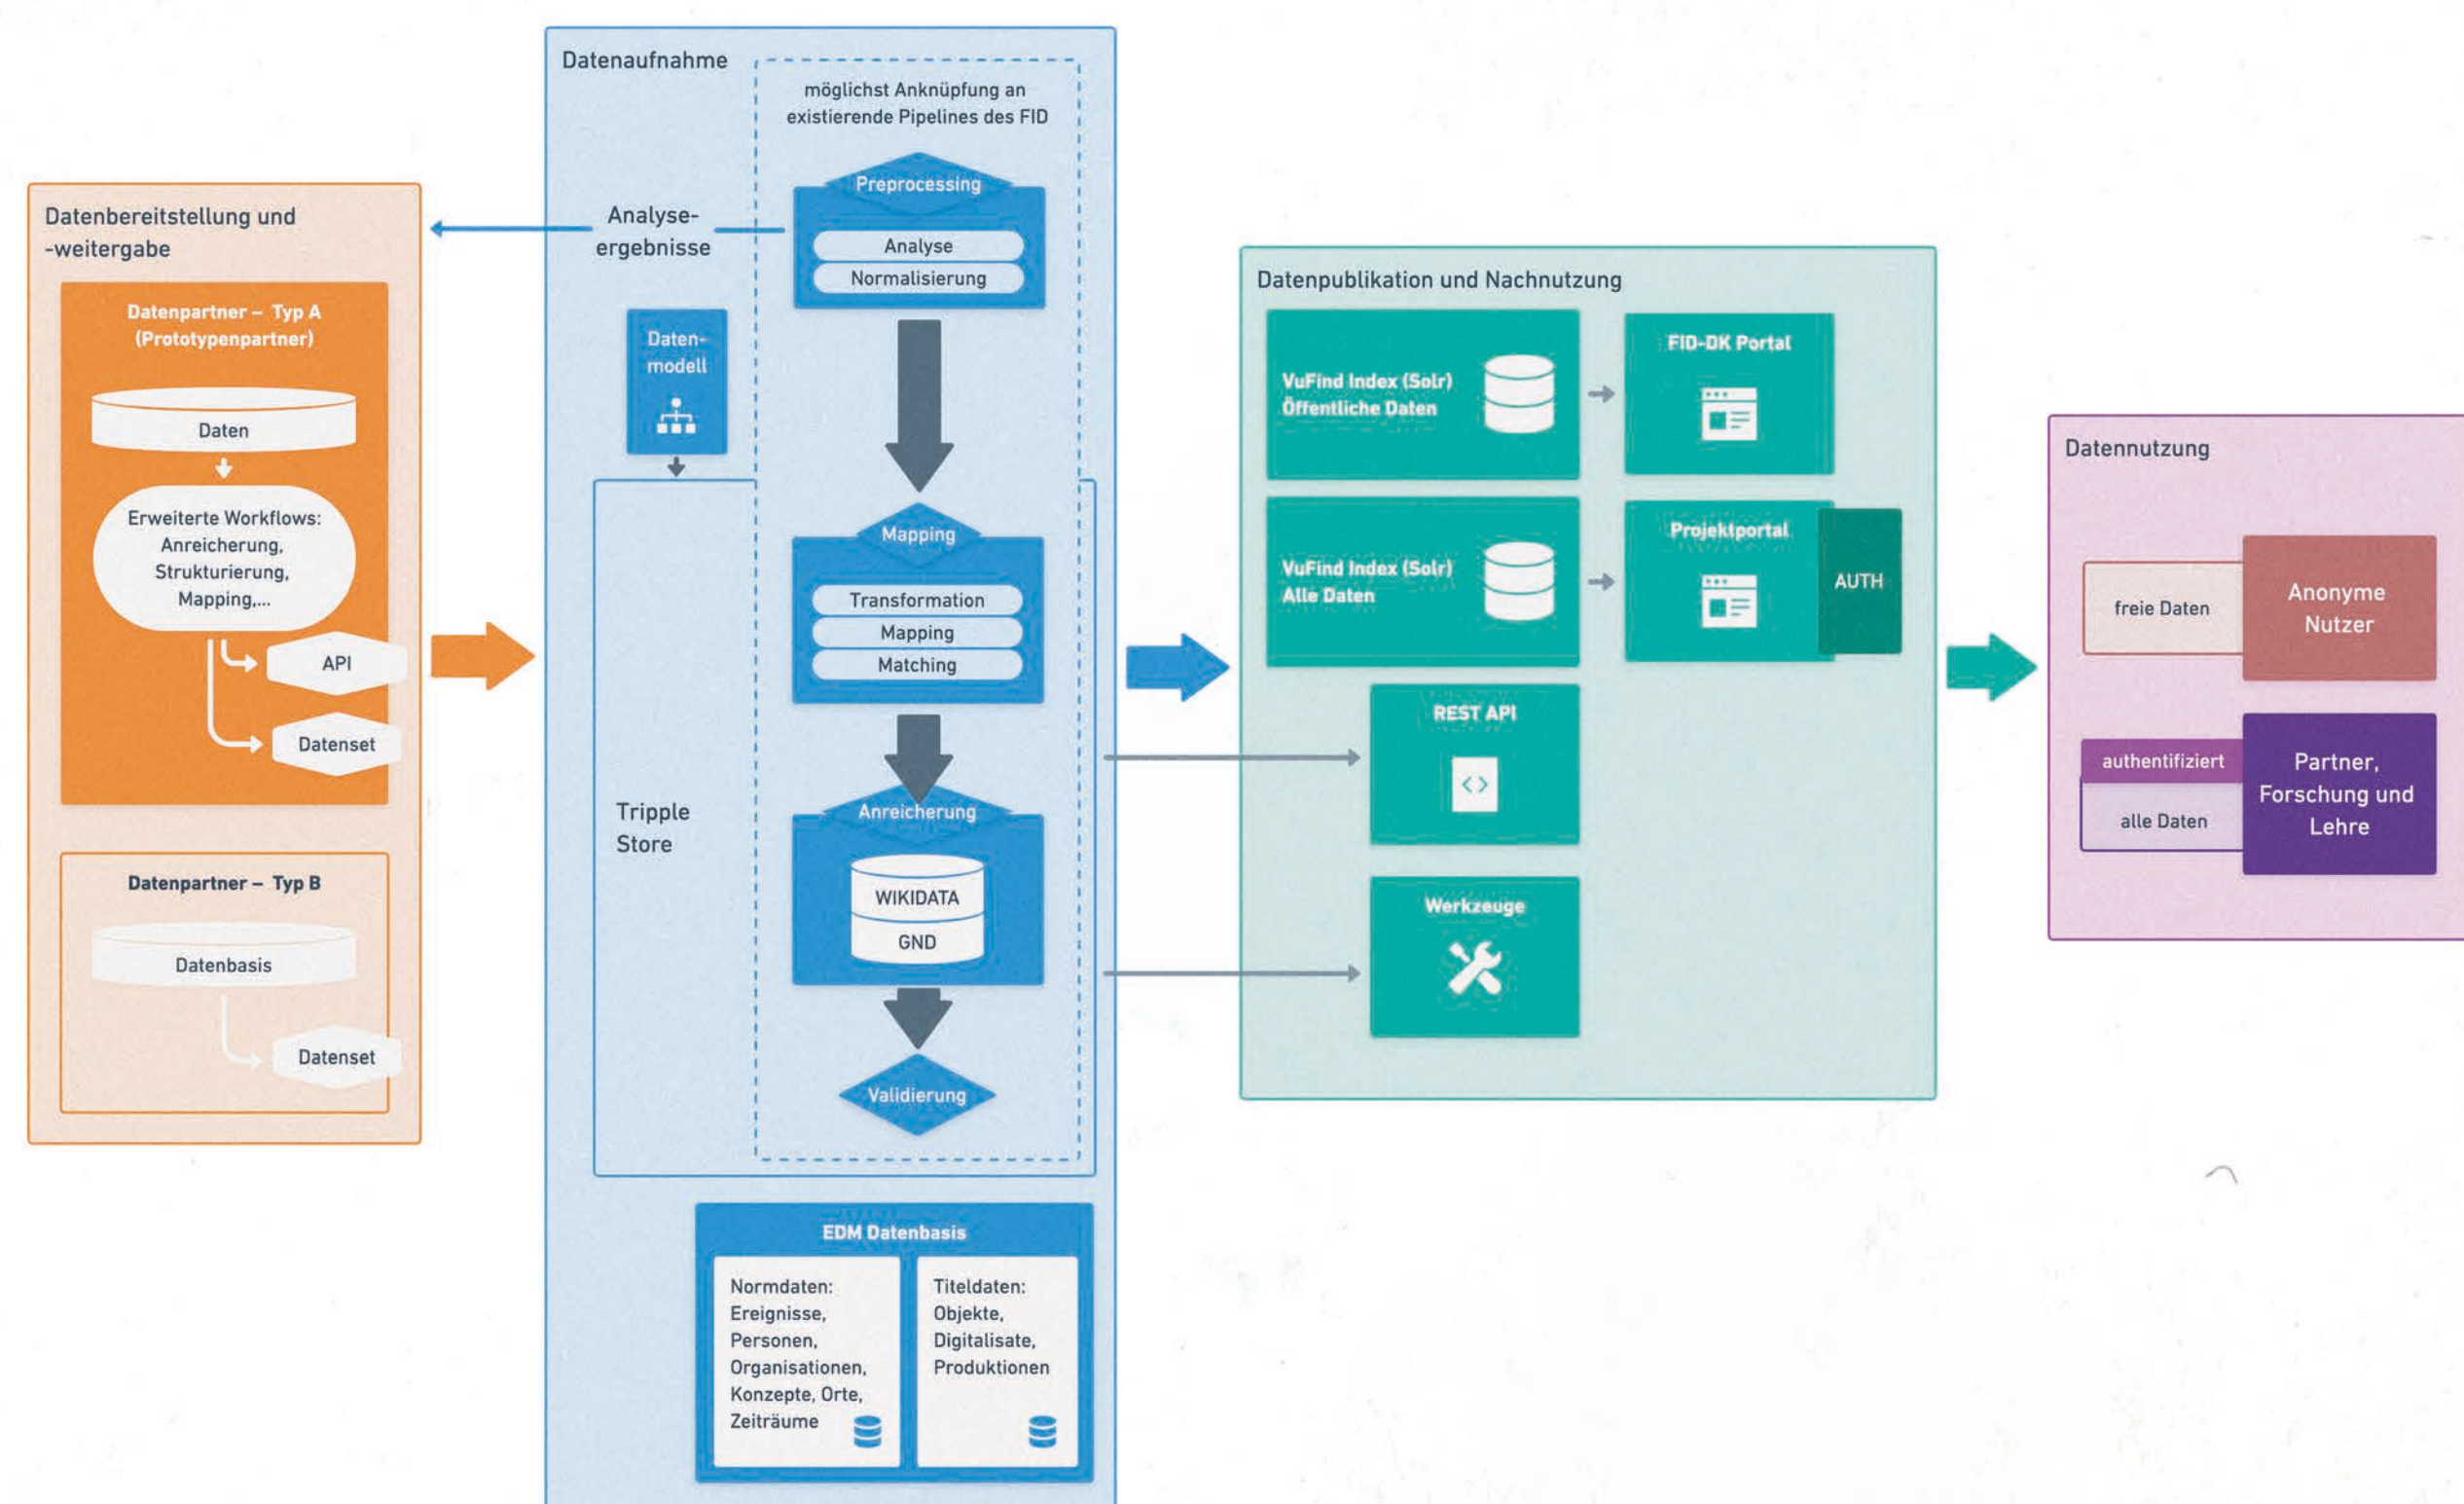 Datenbereitstellung und
-weitergabe
Datenpartner – Typ A
(Prototypenpartner)
Daten
Erweiterte Workflows:
Anreicherung,
Strukturierung,
Mapping,...
API
Datenset
Datenpartner – Typ B
Datenbasis
Datenset
Datenaufnahme
möglichst Anknüpfung an
existierende Pipelines des FID
Analyse-
ergebnisse
Preprocessing
Analyse
Normalisierung
Daten-
modell
Mapping
Transformation
Mapping
Matching
Tripple
Store
Anreicherung
WIKIDATA
GND
Validierung
EDM Datenbasis
Normdaten:
Ereignisse,
Personen,
Organisationen,
Konzepte, Orte,
Zeiträume
Titeldaten:
Objekte,
Digitalisate,
Produktionen
Datenpublikation und Nachnutzung
VuFind Index (Solr)
Öffentliche Daten
FID-DK Portal
VuFind Index (Solr)
Alle Daten
Projektportal
AUTH
REST API
Werkzeuge
Datennutzung
freie Daten
Anonyme
Nutzer
authentifiziert
alle Daten
Partner,
Forschung und
Lehre